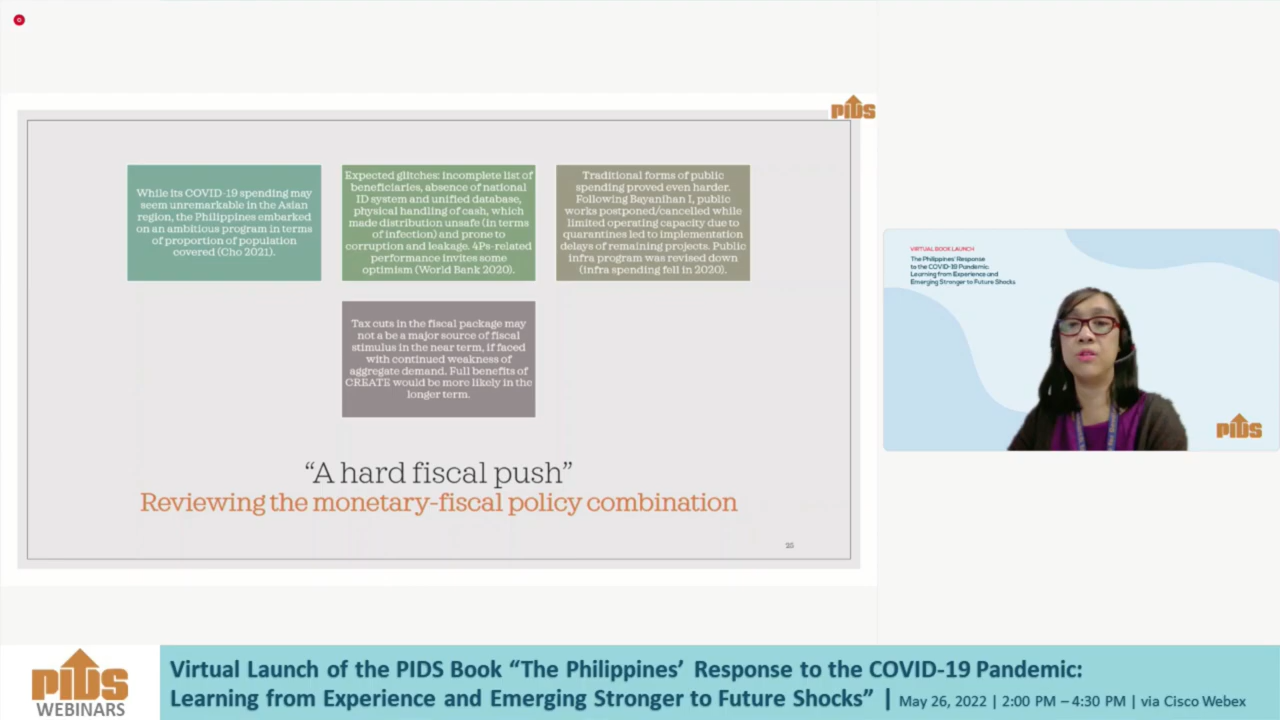 PIDS
While its COVID-19 spending may
seem unremarkable in the Asian
region, the Philippines embarked
on an ambitious program in terms
of proportion of population
covered (Cho 2021).
Expected glitches: incomplete list of
beneficiaries, absence of national
ID system and unified database,
physical handling of cash, which
made distribution unsafe (in terms
of infection) and prone to
corruption and leakage. 4Ps-related
performance invites some
optimism (World Bank 2020).
Traditional forms of public
spending proved even harder.
Following Bayanihan I, public
works postponed/cancelled while
limited operating capacity due to
quarantines led to implementation
delays of remaining projects. Public
infra program was revised down
(infra spending fell in 2020).
Tax cuts in the fiscal package may
not a be a major source of fiscal
stimulus in the near term, if faced
with continued weakness of
aggregate demand. Full benefits of
CREATE would be more likely in the
longer term.
“A hard fiscal push”
Reviewing the monetary-fiscal policy combination
VIRTUAL BOOK LAUNCH
The Philippines' Response
to the COVID-19 Pandemic:
Learning from Experience and
Emerging Stronger to Future Shocks
PIDS
PIDS
WEBINARS
Virtual Launch of the PIDS Book “The Philippines’ Response to the COVID-19 Pandemic:
Learning from Experience and Emerging Stronger to Future Shocks” | May 26, 2022 | 2:00 PM – 4:30 PM | via Cisco Webex